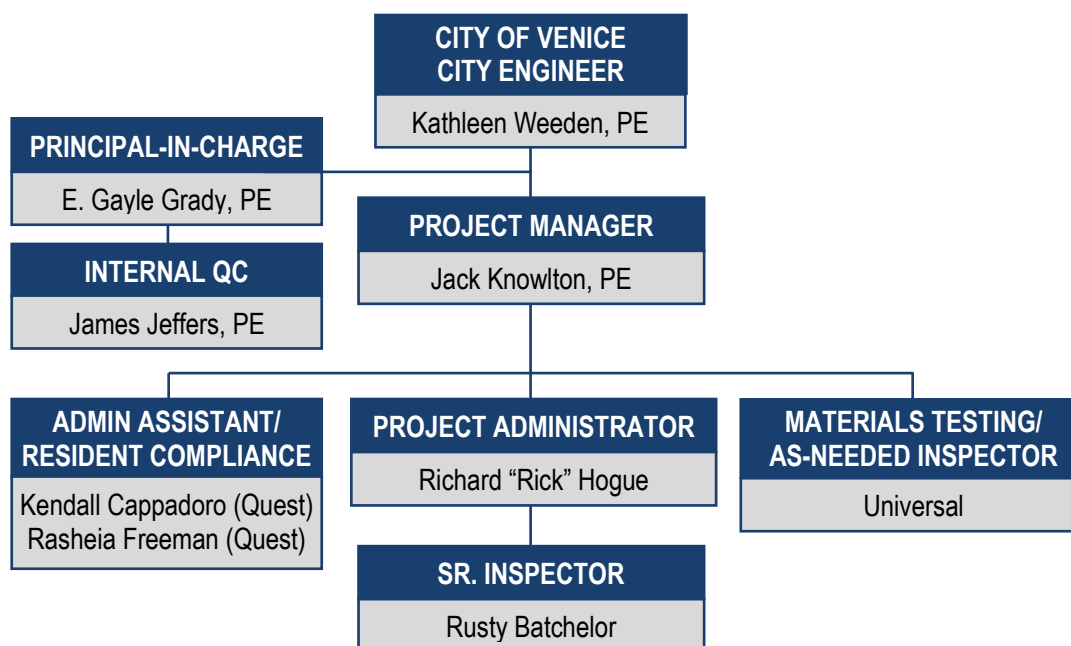 CITY OF VENICE
CITY ENGINEER
Kathleen Weeden, PE
PRINCIPAL-IN-CHARGE
E. Gayle Grady, PE
INTERNAL QC
James Jeffers, PE
PROJECT MANAGER
Jack Knowlton, PE
ADMIN ASSISTANT/
RESIDENT COMPLIANCE
Kendall Cappadoro (Quest)
Rasheia Freeman (Quest)
PROJECT ADMINISTRATOR
Richard “Rick” Hogue
SR. INSPECTOR
Rusty Batchelor
MATERIALS TESTING/
AS-NEEDED INSPECTOR
Universal